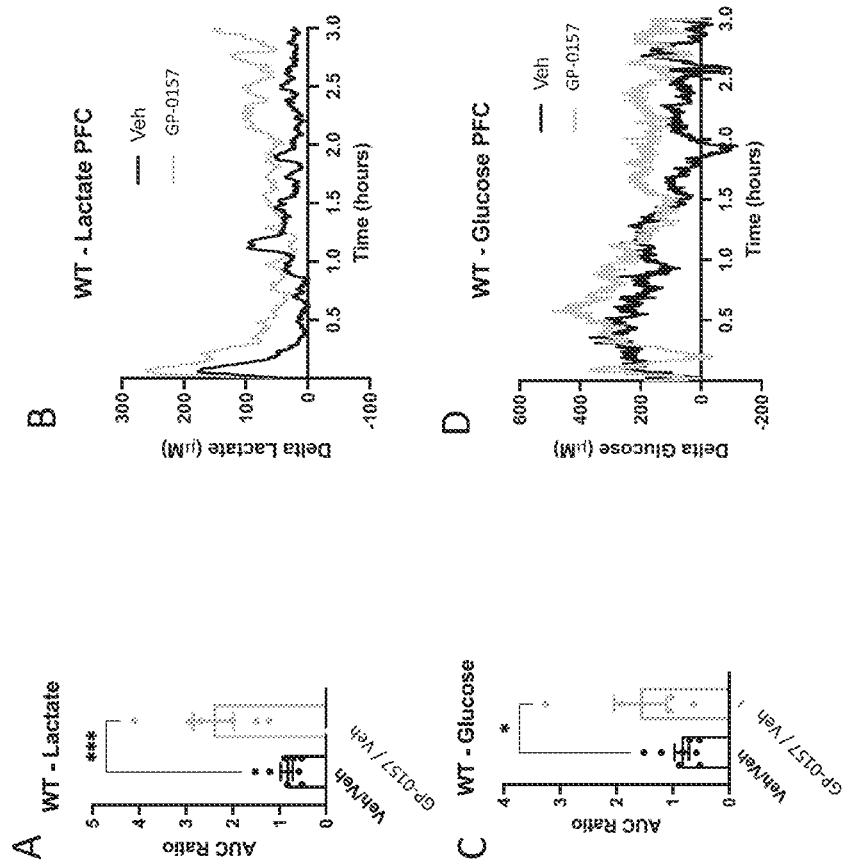 A
WT - Lactate
***
5
4
3
2
1
0
AUC Ratio
Veh/Veh
GP-0157 / Veh
B
WT - Lactate PFC
Veh
GP-0157
300
200
100
0
-100
Delta Lactate (μM)
0.5
1.0
1.5
2.0
2.5
3.0
Time (hours)
C
WT - Glucose
*
4
3
2
1
0
AUC Ratio
Veh/Veh
GP-0157 / Veh
D
WT - Glucose PFC
Veh
GP-0157
600
400
200
0
-200
Delta Glucose (μM)
0.5
1.0
1.5
2.0
2.5
3.0
Time (hours)